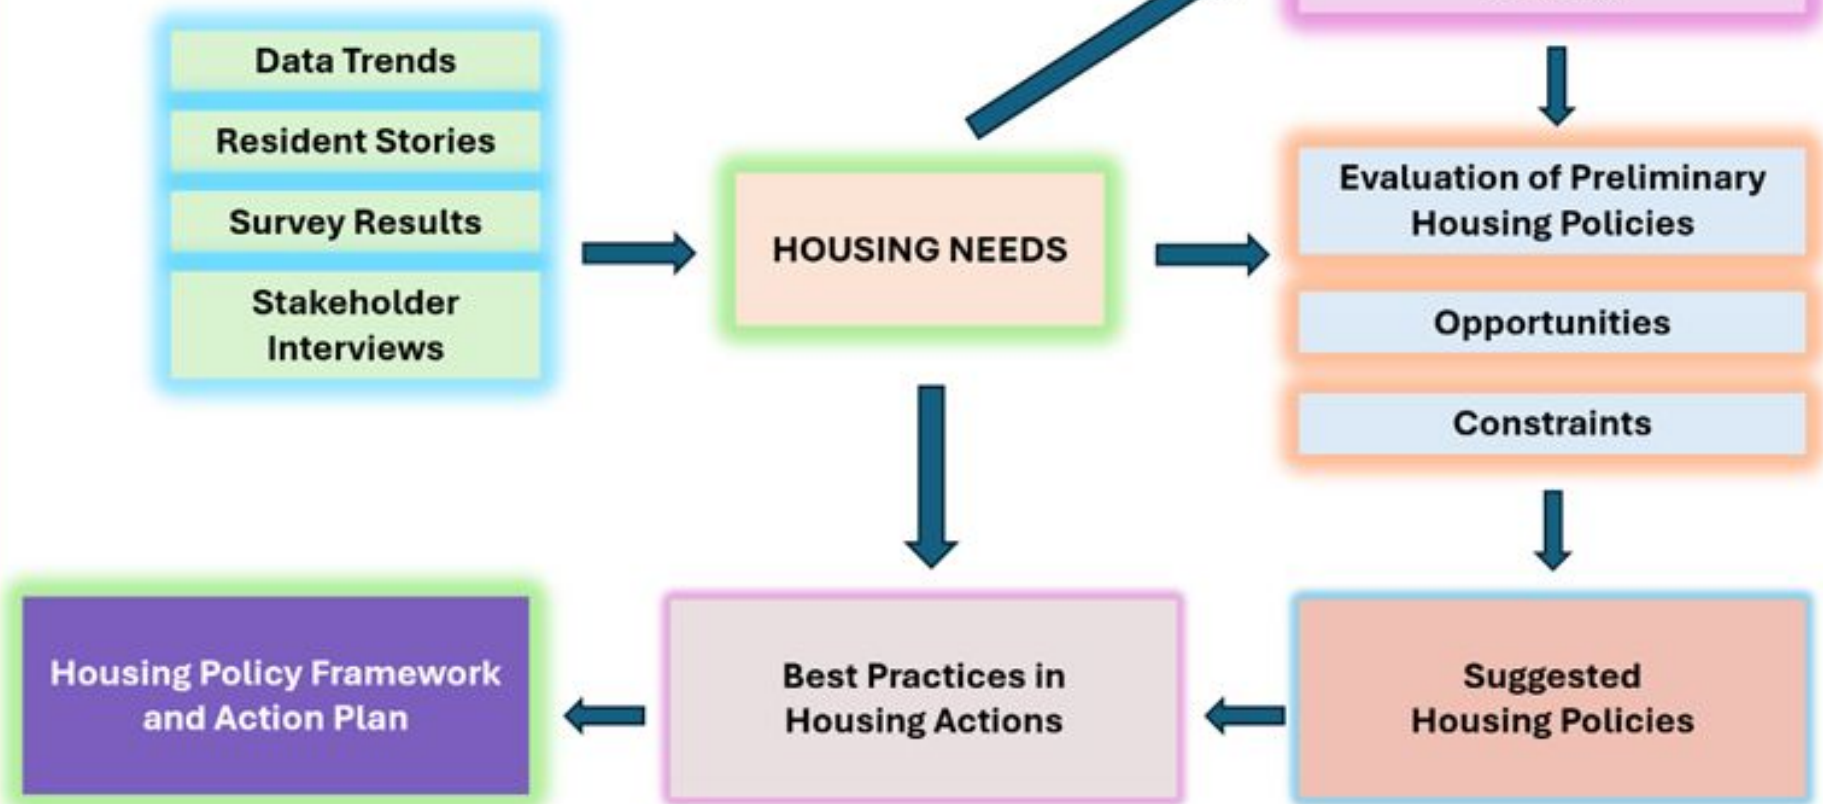 Data Trends
Resident Stories
Survey Results
Stakeholder
Interviews
HOUSING NEEDS
Evaluation of Preliminary
Housing Policies
Opportunities
Constraints
Housing Policy Framework
and Action Plan
Best Practices in
Housing Actions
Suggested
Housing Policies